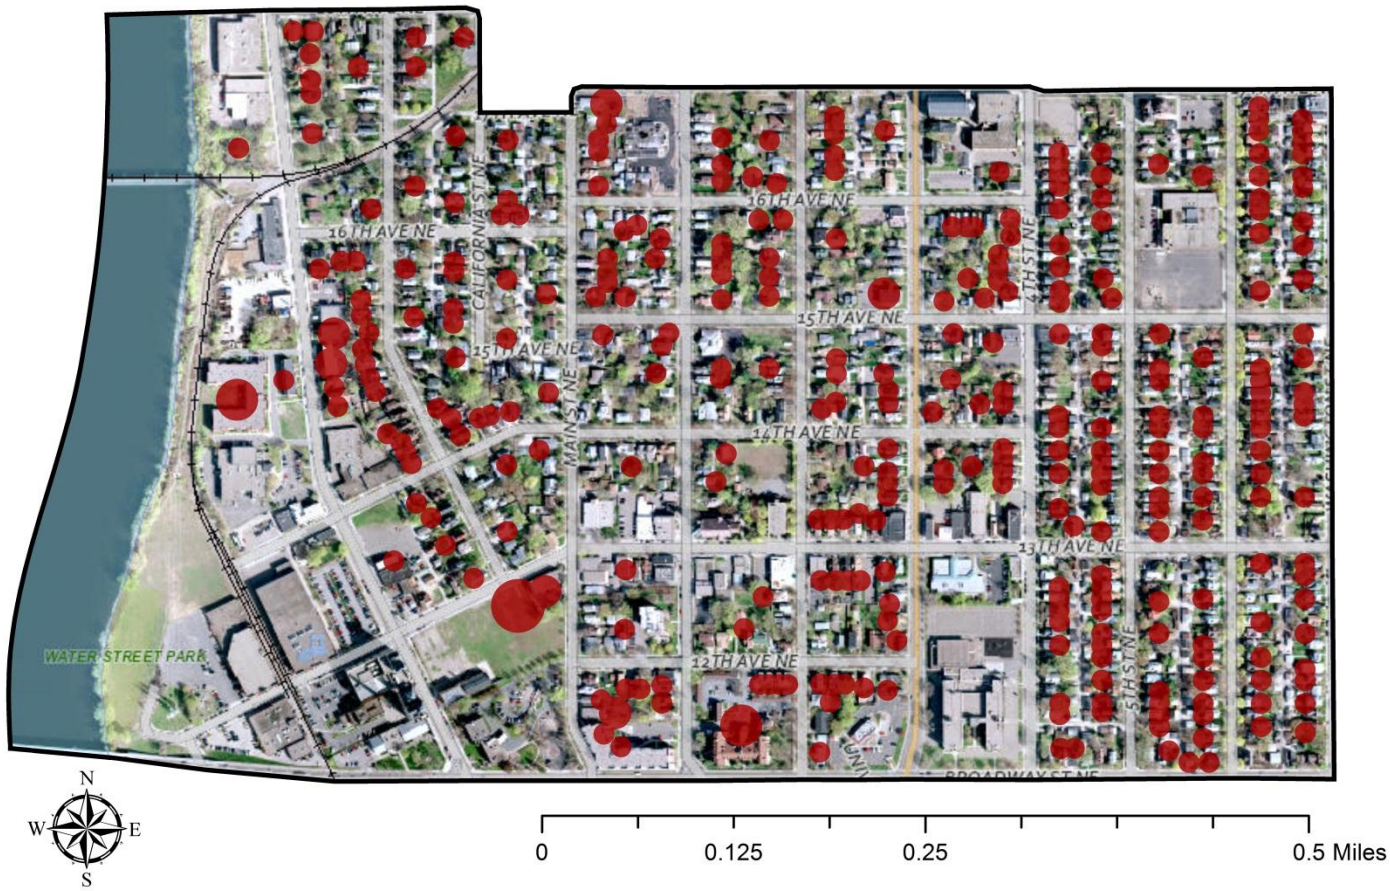 16TH AVE NE
16TH AVE NE
CALIFORNIA ST NE
4TH ST NE
15TH AVE NE
15TH AVE NE
MAIN ST NE
14TH AVE NE
13TH AVE NE
WATER STREET PARK
12TH AVE NE
5TH ST NE
BROADWAY ST NE
N
W E
S
0 0.125 0.25 0.5 Miles